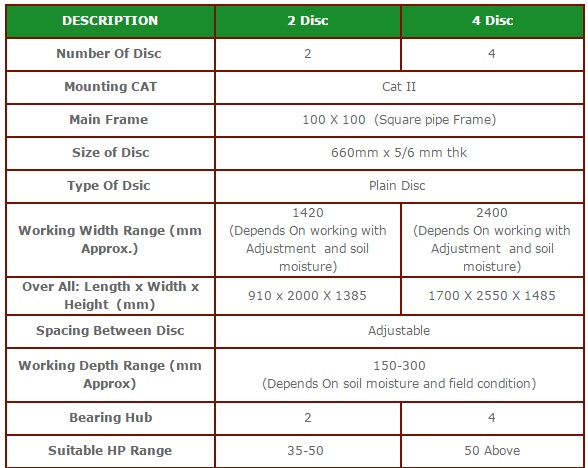 DESCRIPTION 2 Disc 4 Disc
Number Of Disc 2 4
Mounting CAT Cat II
Main Frame 100 X 100 (Square pipe Frame)
Size of Disc 660mm x 5/6 mm thk
Type Of Dsic Plain Disc
Working Width Range (mm
Approx.)
1420
(Depends On working with
Adjustment and soil
moisture)
2400
(Depends On working with
Adjustment and soil
moisture)
Over All: Length x Width x
Height (mm)
910 x 2000 X 1385 1700 X 2550 X 1485
Spacing Between Disc Adjustable
Working Depth Range (mm
Approx)
150-300
(Depends On soil moisture and field condition)
Bearing Hub 2 4
Suitable HP Range 35-50 50 Above